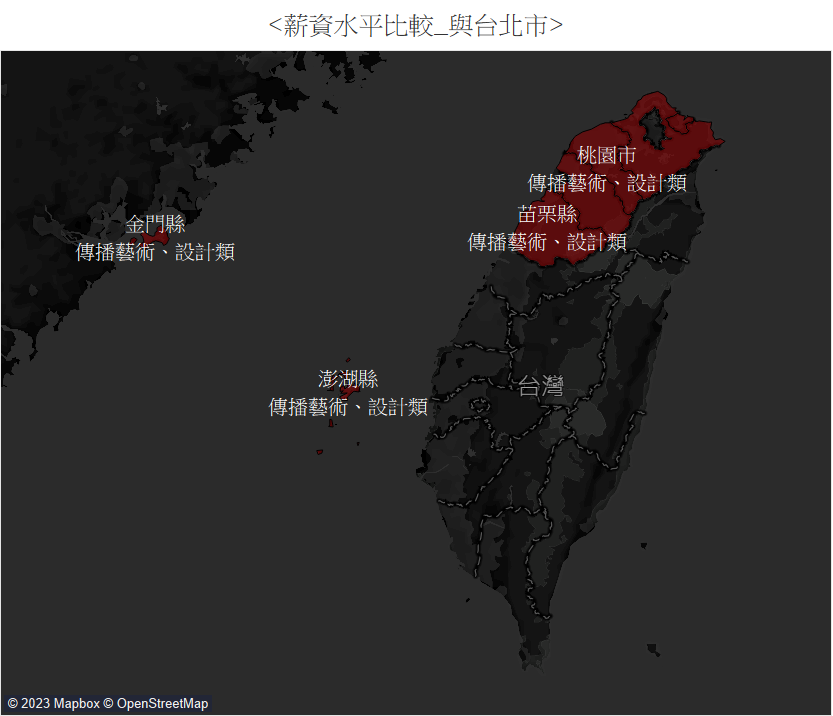 <薪資水平比較_與台北市>
桃園市
傳播藝術、設計類
苗栗縣
傳播藝術、設計類
金門縣
傳播藝術、設計類
澎湖縣
傳播藝術、設計類
台灣
© 2023 Mapbox © OpenStreetMap